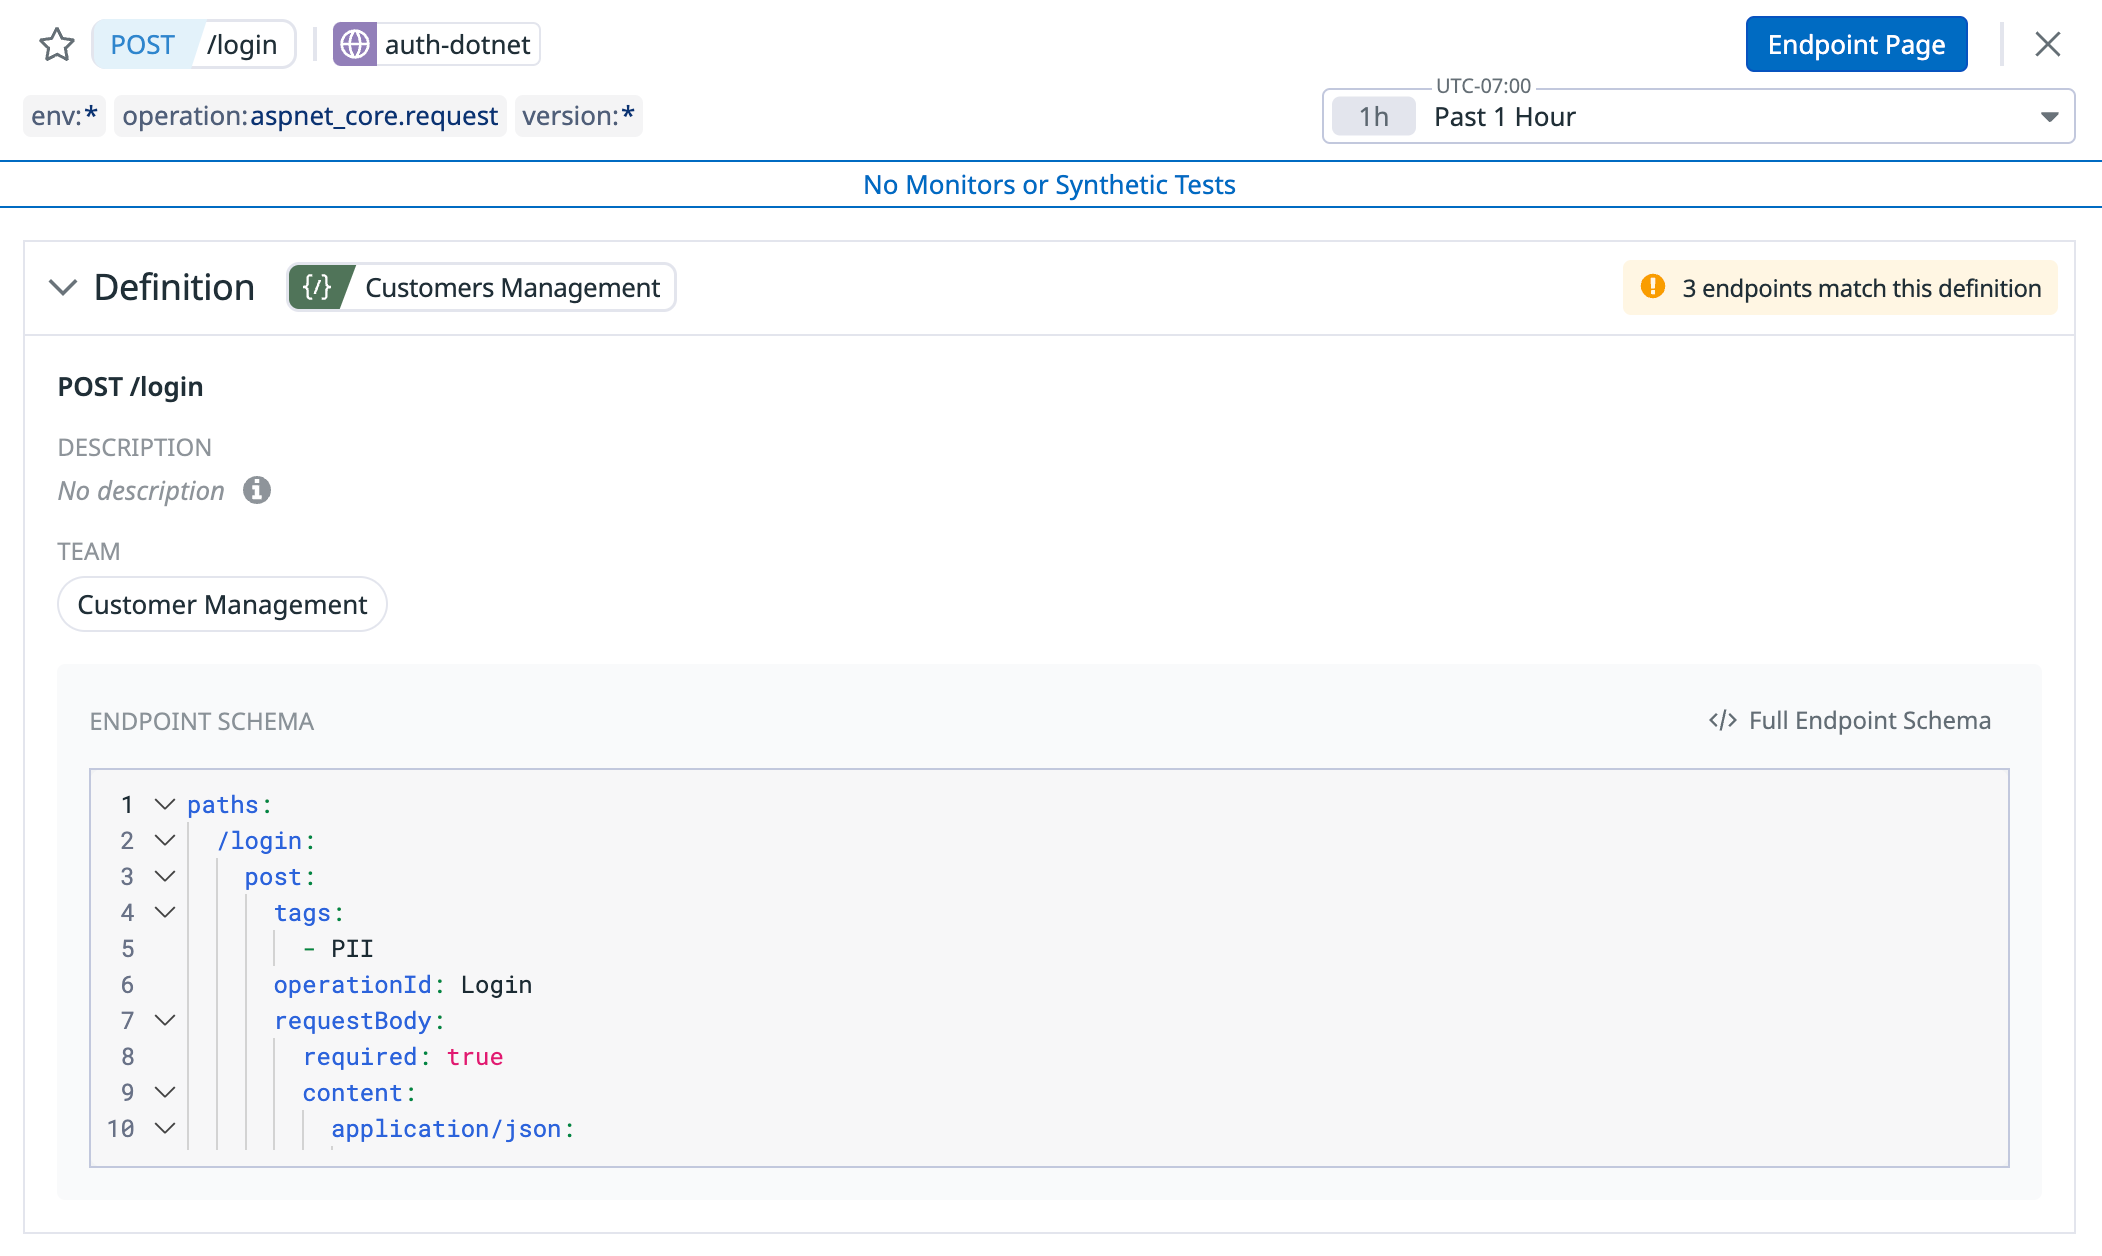 POST /login auth-dotnet Endpoint Page
env:* operation:aspnet_core.request version:*
UTC-07:00
1h Past 1 Hour
No Monitors or Synthetic Tests
Definition {/} Customers Management 3 endpoints match this definition
POST /login
DESCRIPTION
No description
TEAM
Customer Management
ENDPOINT SCHEMA </> Full Endpoint Schema
1 paths:
2 /login:
3 post:
4 tags:
5 - PII
6 operationId: Login
7 requestBody:
8 required: true
9 content:
10 application/json: